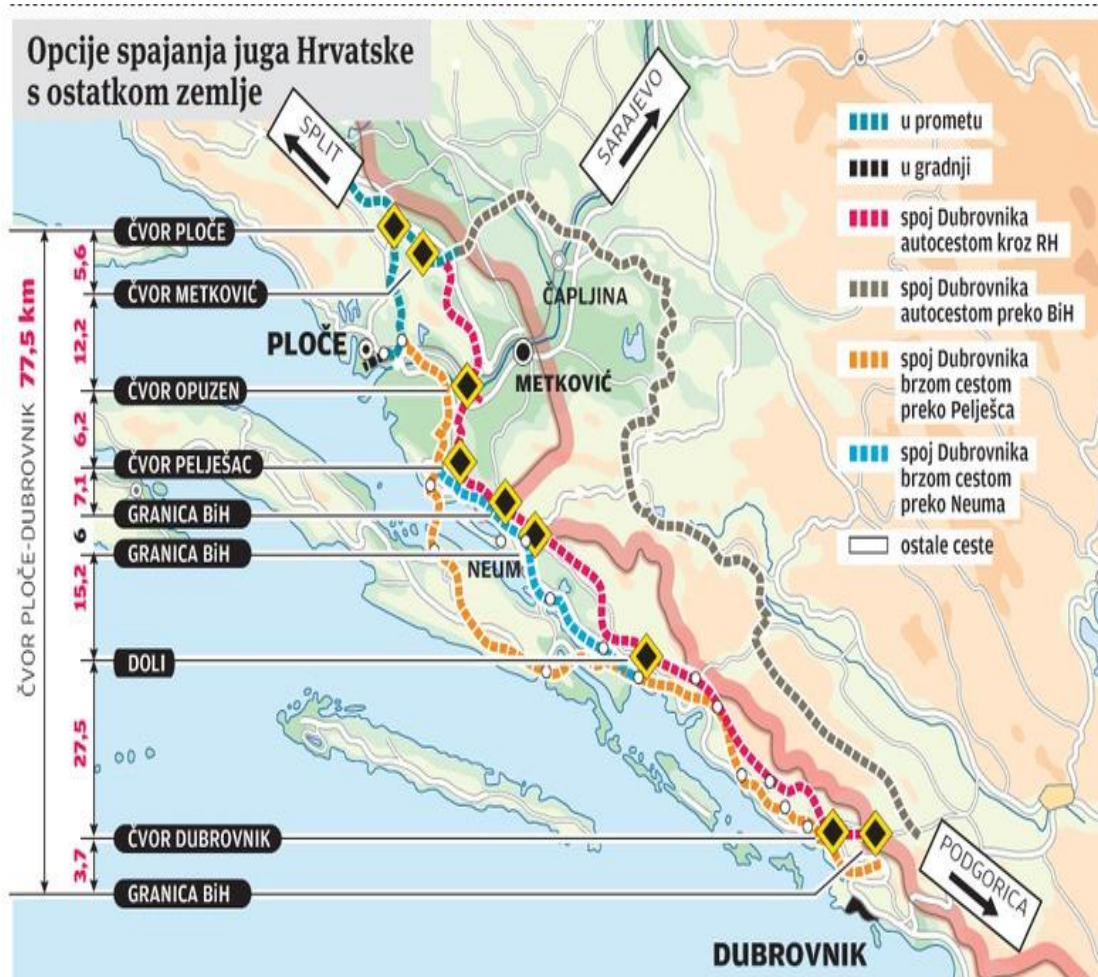 Opcije spajanja juga Hrvatske
s ostatkom zemlje
SPLIT
SARAJEVO
u prometu
u gradnji
spoj Dubrovnika
autocestom kroz RH
spoj Dubrovnika
autocestom preko BiH
spoj Dubrovnika
brzom cestom
preko Pelješca
spoj Dubrovnika
brzom cestom
preko Neuma
ostale ceste
ČVOR PLOČE-DUBROVNIK 77,5 km
ČVOR PLOČE
5,6
ČVOR METKOVIĆ
12,2
ČVOR OPUZEN
6,2
ČVOR PELJEŠAC
7,1
GRANICA BiH
6
GRANICA BiH
15,2
DOLI
27,5
ČVOR DUBROVNIK
3,7
GRANICA BiH
ČAPLJINA
PLOČE
METKOVIĆ
NEUM
PODGORICA
DUBROVNIK